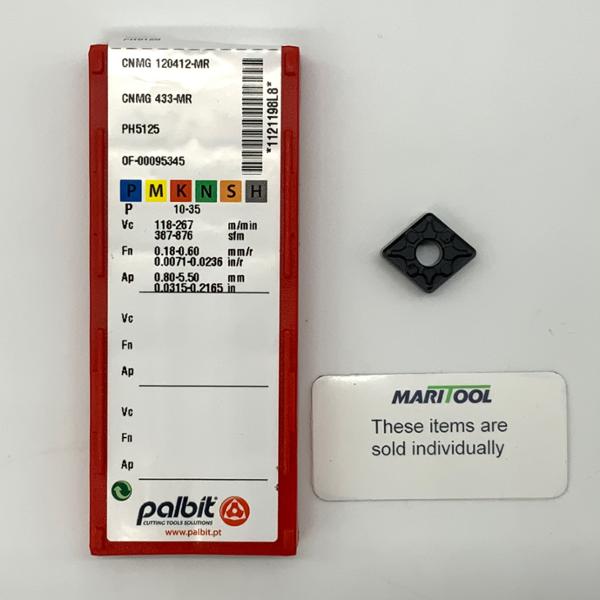 CNMG 120412-MR
CNMG 433-MR
PH5125
OF-00095345
*1121198L8*
P M K N S H
P 10-35
Vc 118-267 m/min
387-876 sfm
Fn 0.18-0.60 mm/r
0.0071-0.0236 in/r
Ap 0.80-5.50 mm
0.0315-0.2165 in
Vc
Fn
Ap
Vc
Fn
Ap
palbit
CUTTING TOOLS SOLUTIONS
www.palbit.pt
MARITOOL
These items are
sold individually